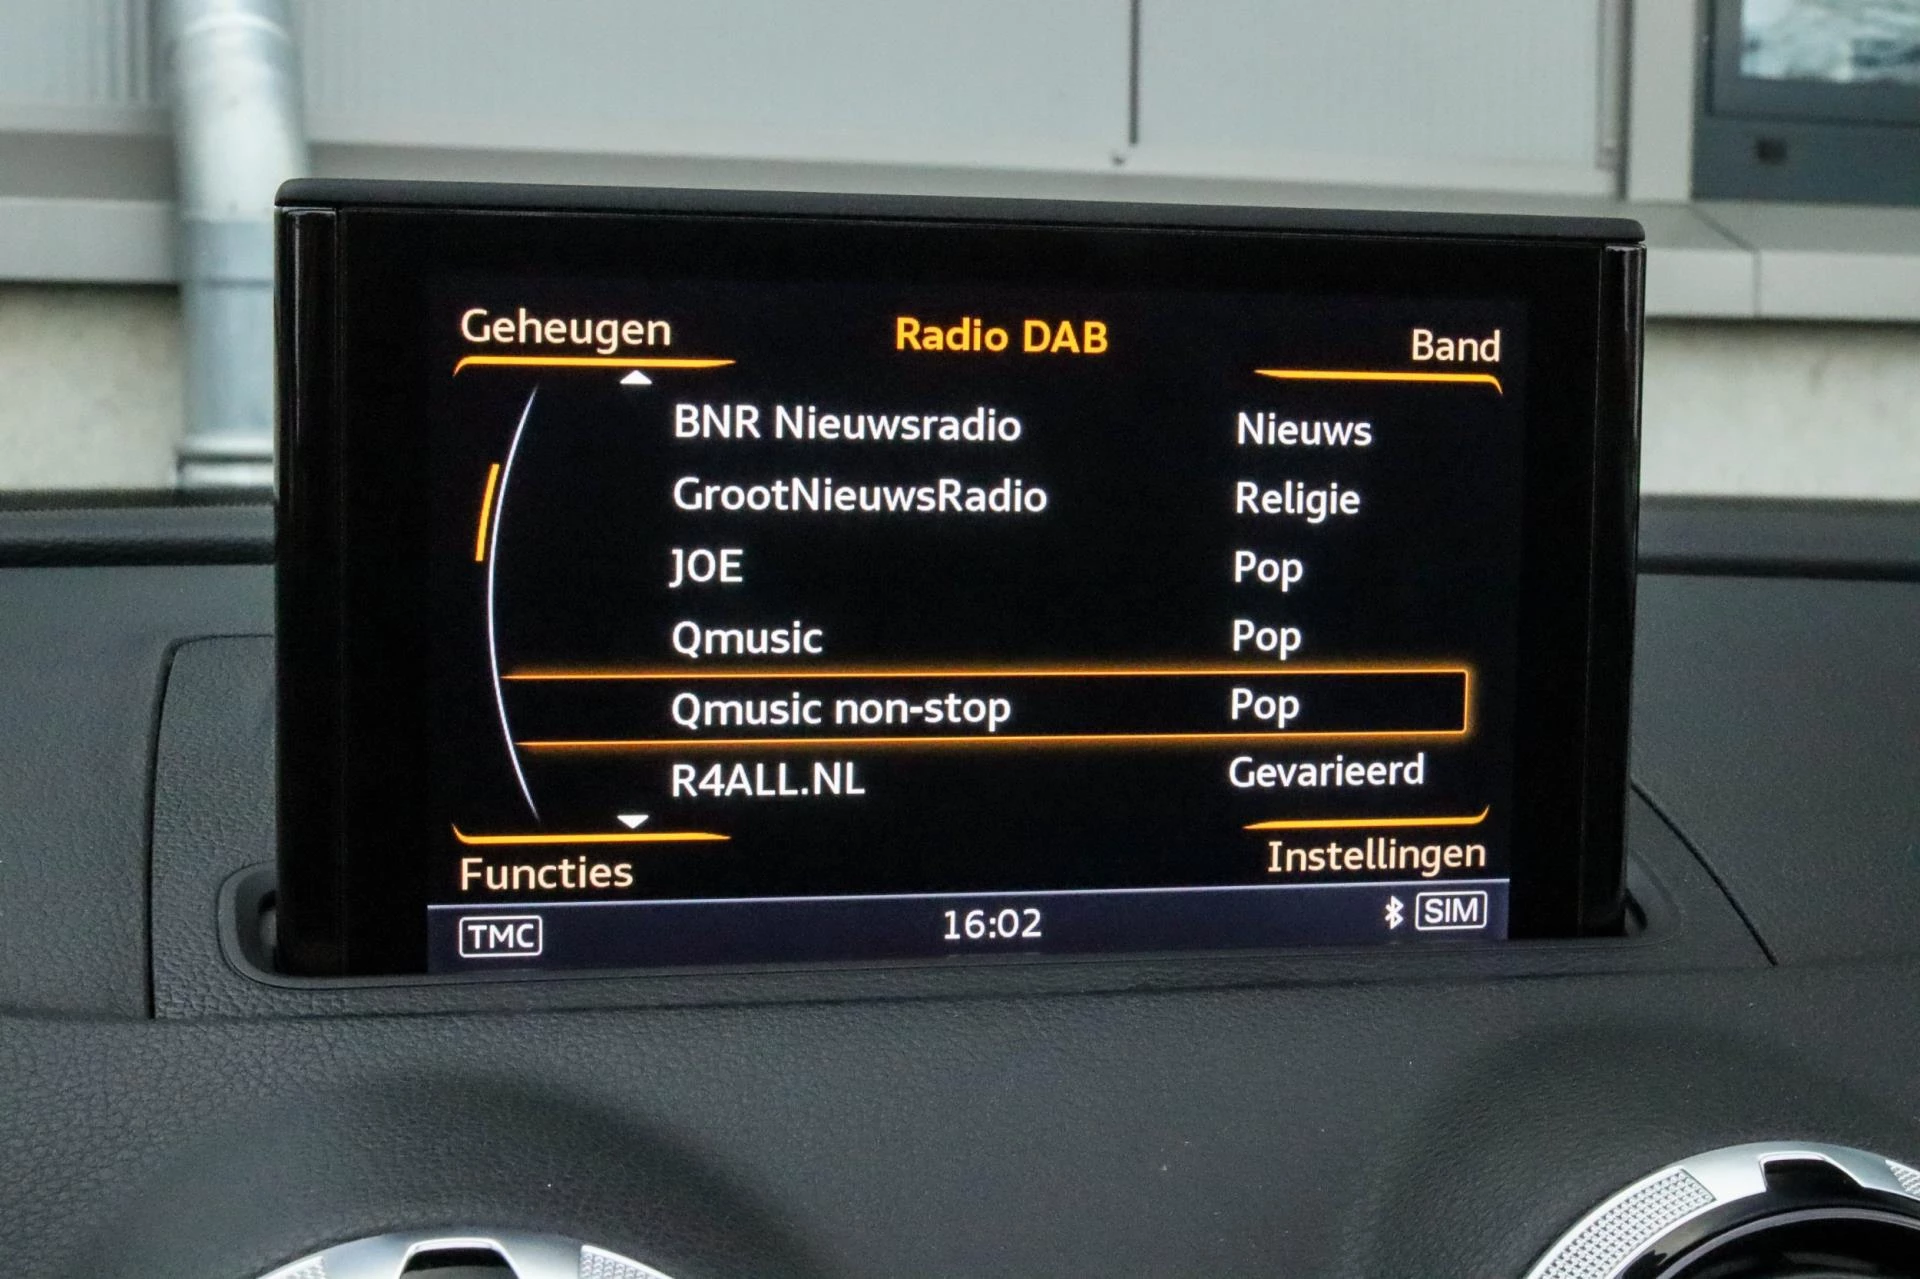 Geheugen Radio DAB Band
BNR Nieuwsradio Nieuws
GrootNieuwsRadio Religie
JOE Pop
Qmusic Pop
Qmusic non-stop Pop
R4ALL.NL Gevarieerd
Functies Instellingen
TMC 16:02 SIM